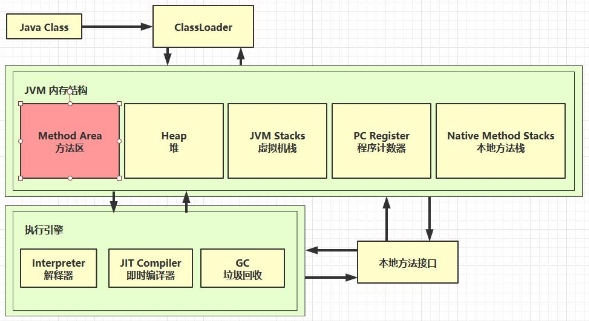 Java Class
ClassLoader
JVM 内存结构
Method Area
方法区
Heap
堆
JVM Stacks
虚拟机栈
PC Register
程序计数器
Native Method Stacks
本地方法栈
执行引擎
Interpreter
解释器
JIT Compiler
即时编译器
GC
垃圾回收
本地方法接口